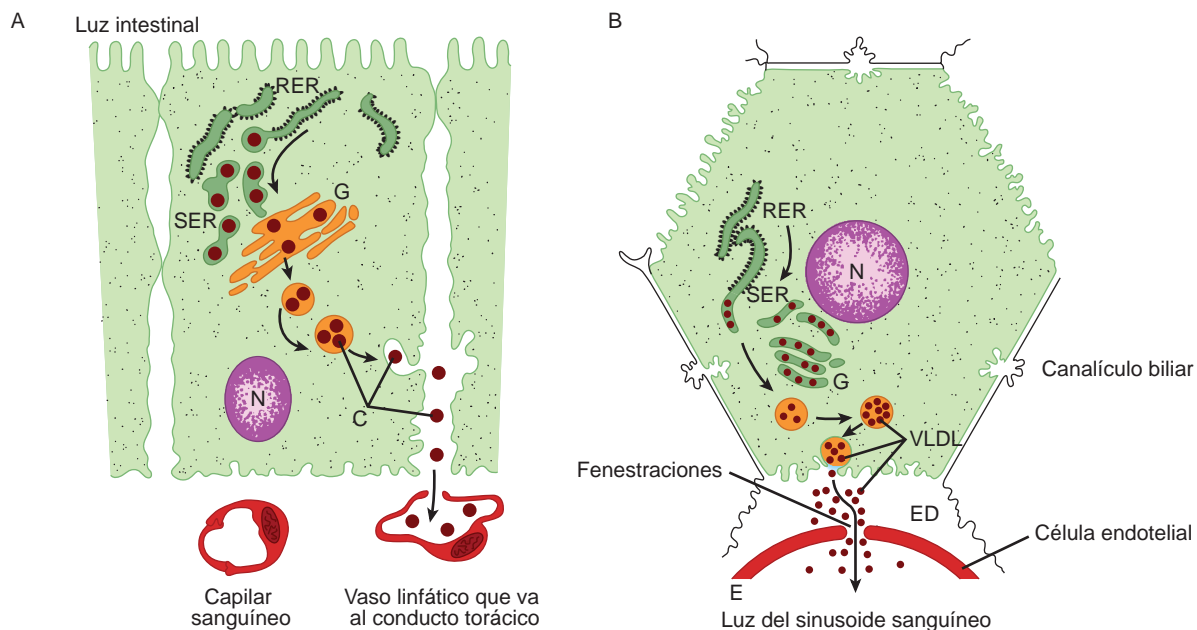 A
Luz intestinal
RER
SER
G
N
C
Capilar
sanguíneo
Vaso linfático que va
al conducto torácico
B
RER
N
SER
G
Canalículo biliar
VLDL
Fenestraciones
ED
Célula endotelial
E
Luz del sinusoide sanguíneo